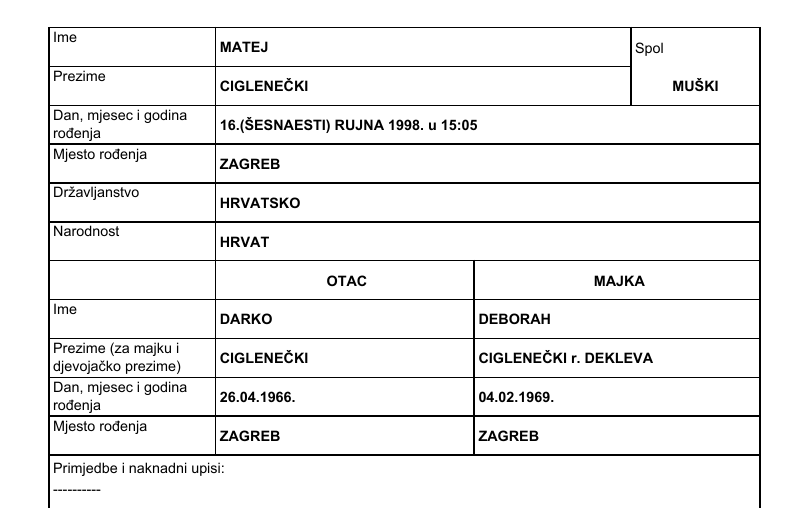 Ime
MATEJ
Spol
Prezime
CIGLENEČKI
MUŠKI
Dan, mjesec i godina
rođenja
16.(ŠESNAESTI) RUJNA 1998. u 15:05
Mjesto rođenja
ZAGREB
Državljanstvo
HRVATSKO
Narodnost
HRVAT
OTAC
MAJKA
Ime
DARKO
DEBORAH
Prezime (za majku i
djevojačko prezime)
CIGLENEČKI
CIGLENEČKI r. DEKLEVA
Dan, mjesec i godina
rođenja
26.04.1966.
04.02.1969.
Mjesto rođenja
ZAGREB
ZAGREB
Primjedbe i naknadni upisi:
----------